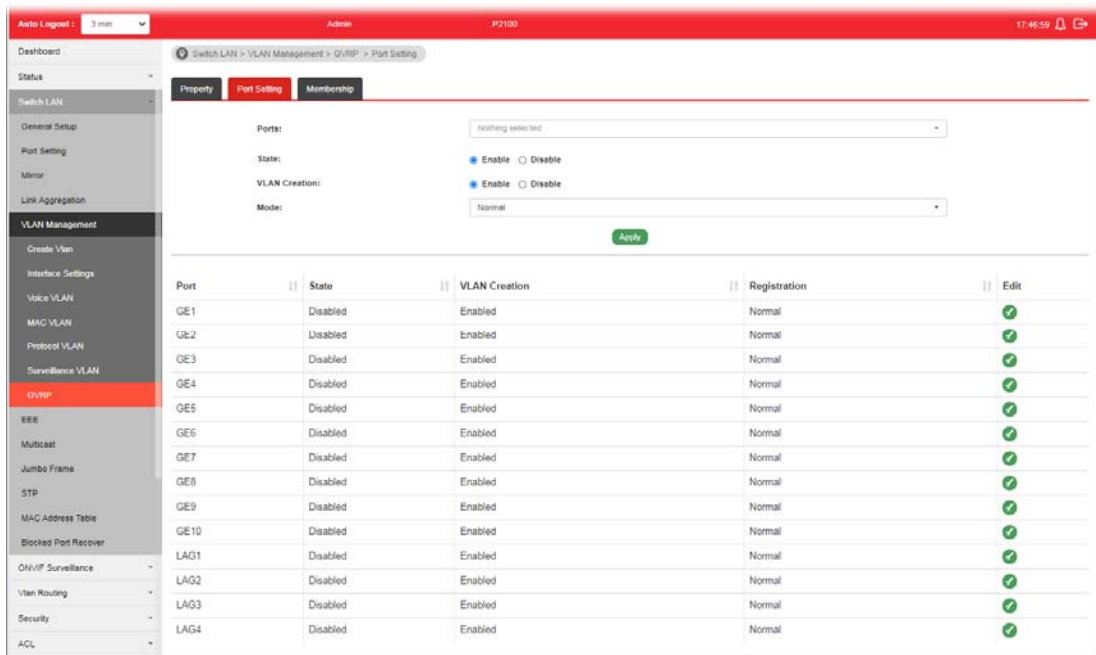 Auto Logout : 3 min Admin P2100 17:46:59
Dashboard
Status
Switch LAN
General Setup
Port Setting
Mirror
Link Aggregation
VLAN Management
Create Vlan
Interface Settings
Voice VLAN
MAC VLAN
Protocol VLAN
Surveillance VLAN
GVRP
EEE
Multicast
Jumbo Frame
STP
MAC Address Table
Blocked Port Recover
ONVIF Surveillance
Vlan Routing
Security
ACL
Switch LAN > VLAN Management > GVRP > Port Setting
Property Port Setting Membership
Ports: Nothing selected
State: Enable Disable
VLAN Creation: Enable Disable
Mode: Normal
Apply
Port State VLAN Creation Registration Edit
GE1 Disabled Enabled Normal
GE2 Disabled Enabled Normal
GE3 Disabled Enabled Normal
GE4 Disabled Enabled Normal
GE5 Disabled Enabled Normal
GE6 Disabled Enabled Normal
GE7 Disabled Enabled Normal
GE8 Disabled Enabled Normal
GE9 Disabled Enabled Normal
GE10 Disabled Enabled Normal
LAG1 Disabled Enabled Normal
LAG2 Disabled Enabled Normal
LAG3 Disabled Enabled Normal
LAG4 Disabled Enabled Normal